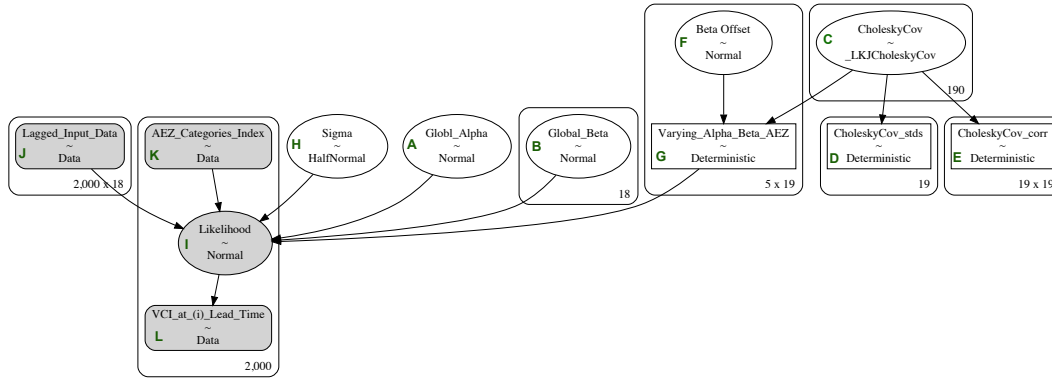 Beta Offset
~
Normal
F
CholeskyCov
~
_LKJCholeskyCov
C
190
Lagged_Input_Data
~
Data
J
2,000 x 18
AEZ_Categories_Index
~
Data
K
Sigma
~
HalfNormal
H
Globl_Alpha
~
Normal
A
Global_Beta
~
Normal
B
18
Varying_Alpha_Beta_AEZ
~
Deterministic
G
5 x 19
CholeskyCov_stds
~
Deterministic
D
19
CholeskyCov_corr
~
Deterministic
E
19 x 19
Likelihood
~
Normal
I
VCI_at_(i)_Lead_Time
~
Data
L
2,000